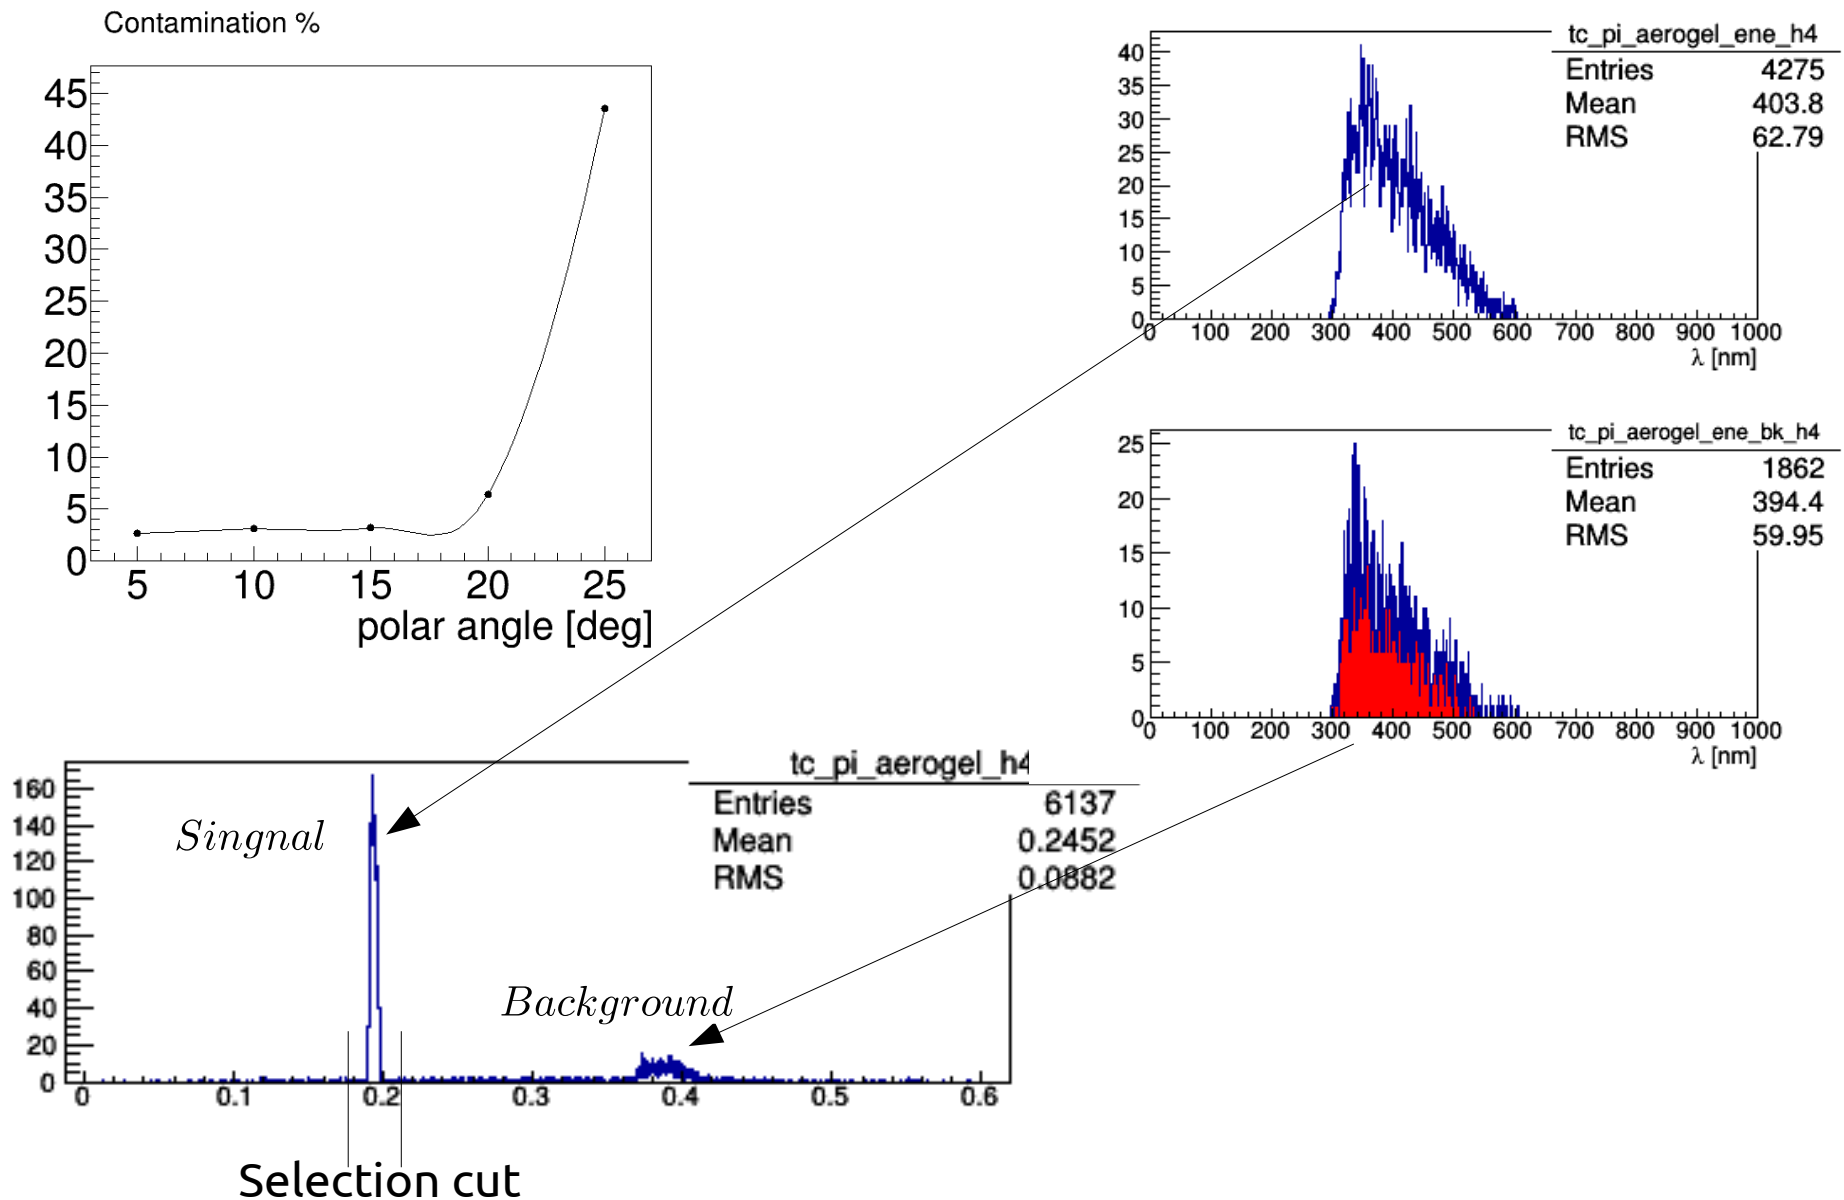 Contamination %
45
40
35
30
25
20
15
10
5
0
5 10 15 20 25
polar angle [deg]
tc_pi_aerogel_ene_h4
Entries 4275
Mean 403.8
RMS 62.79
40
35
30
25
20
15
10
5
0
0 100 200 300 400 500 600 700 800 900 1000
λ [nm]
tc_pi_aerogel_ene_bk_h4
Entries 1862
Mean 394.4
RMS 59.95
25
20
15
10
5
0
0 100 200 300 400 500 600 700 800 900 1000
λ [nm]
tc_pi_aerogel_h4
Entries 6137
Mean 0.2452
RMS 0.0882
160
140
120
100
80
60
40
20
0
Singnal
Background
0 0.1 0.2 0.3 0.4 0.5 0.6
Selection cut